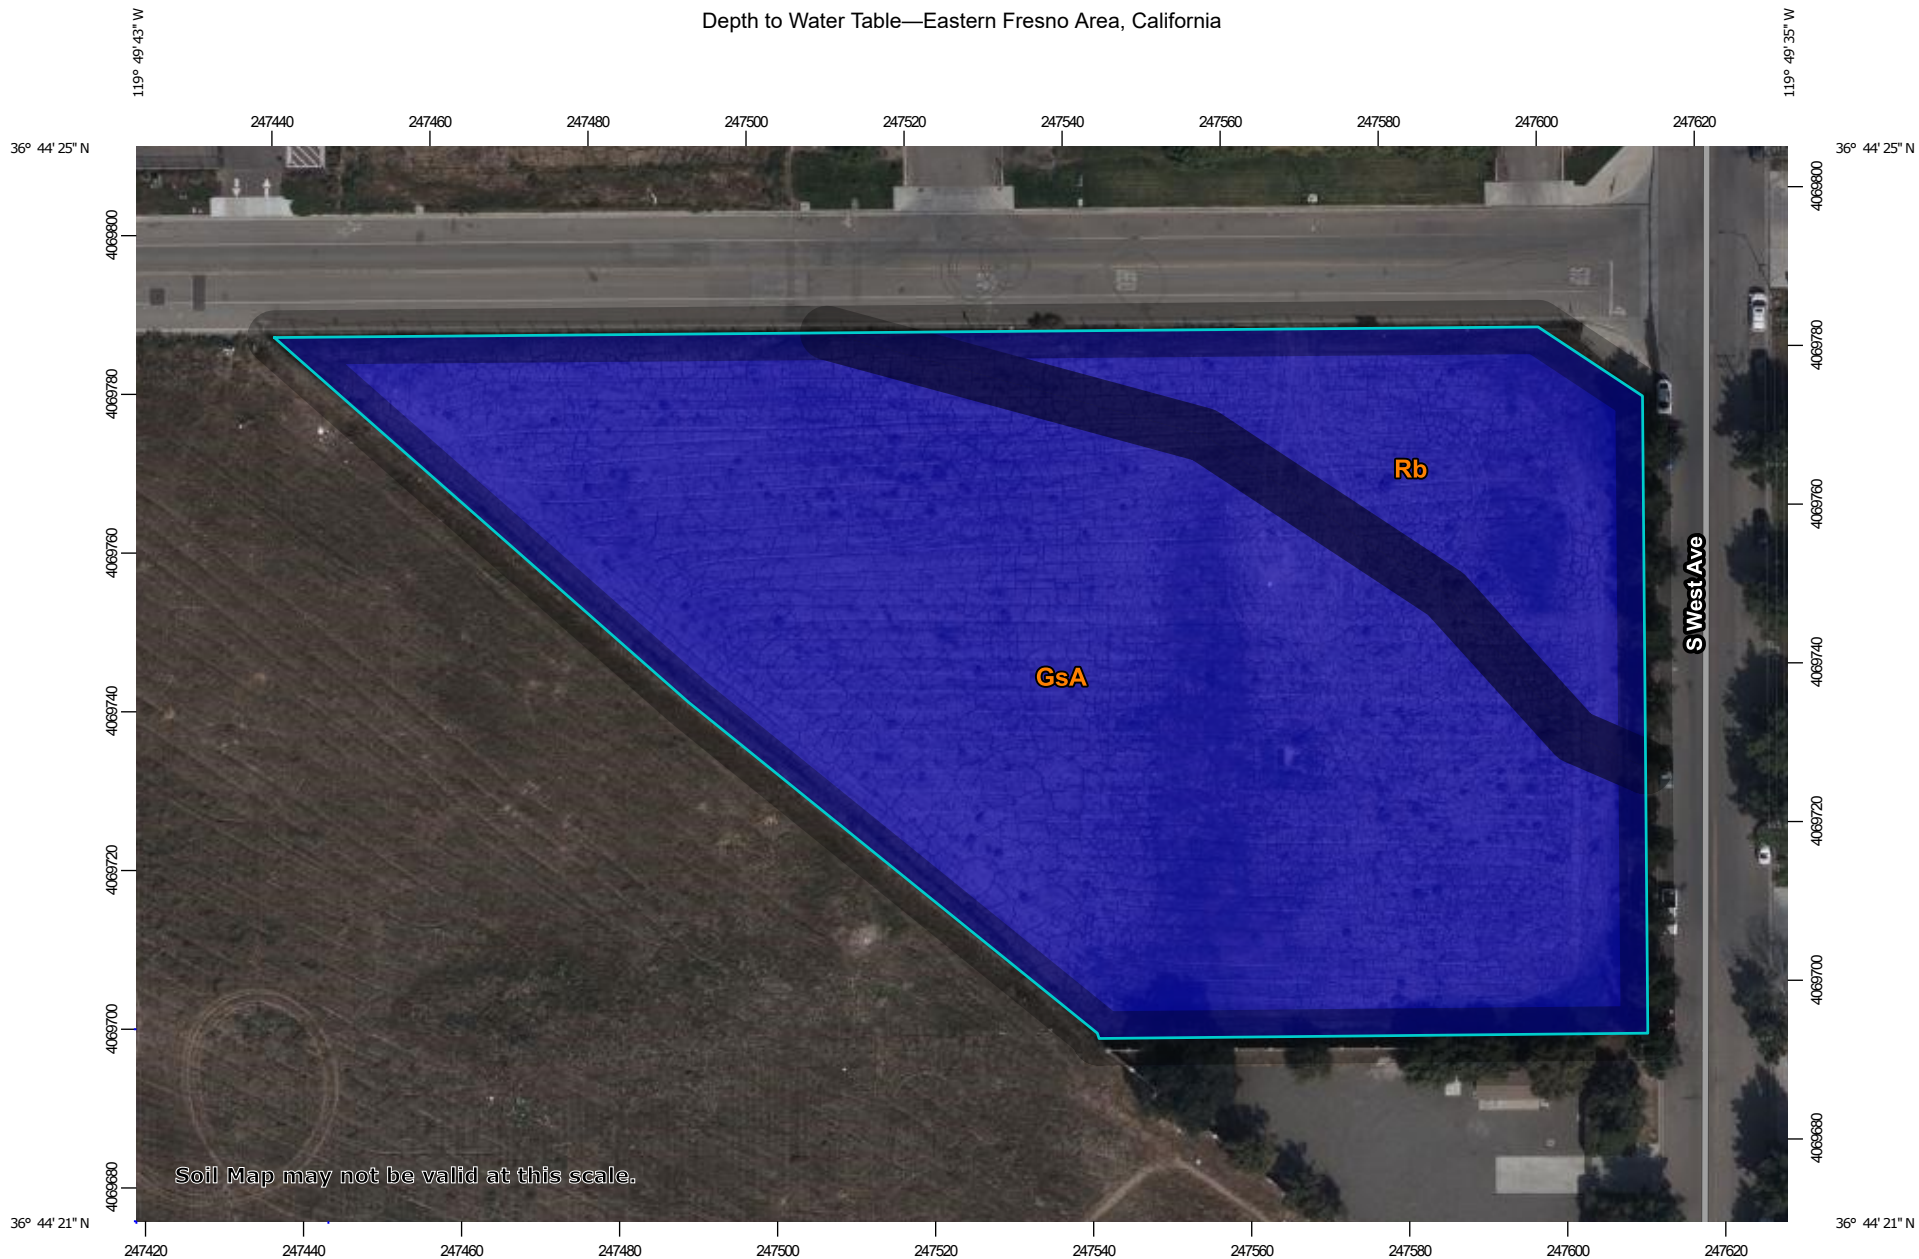 Depth to Water Table—Eastern Fresno Area, California
119° 49' 43'' W
119° 49' 35'' W
247440 247460 247480 247500 247520 247540 247560 247580 247600 247620
36° 44' 25'' N
36° 44' 25'' N
4069800
4069800
4069780
4069780
Rb
4069760
4069760
S West Ave
GsA
4069740
4069740
4069720
4069720
4069700
4069700
4069680
4069680
Soil Map may not be valid at this scale.
36° 44' 21'' N
36° 44' 21'' N
247420 247440 247460 247480 247500 247520 247540 247560 247580 247600 247620